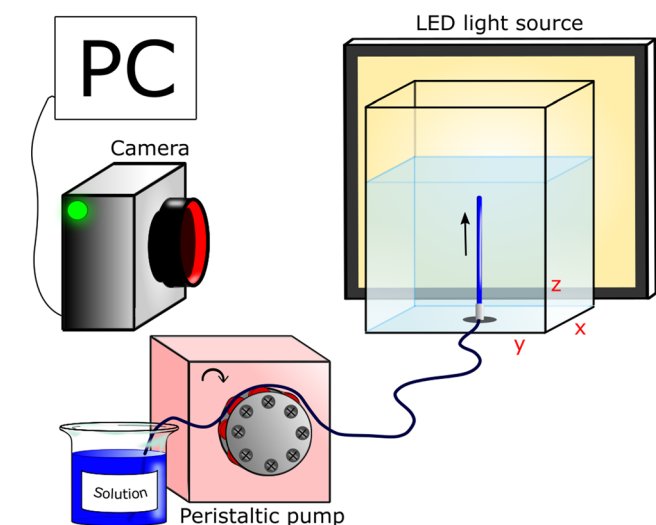 LED light source
PC
Camera
z
x
y
Solution
Peristaltic pump